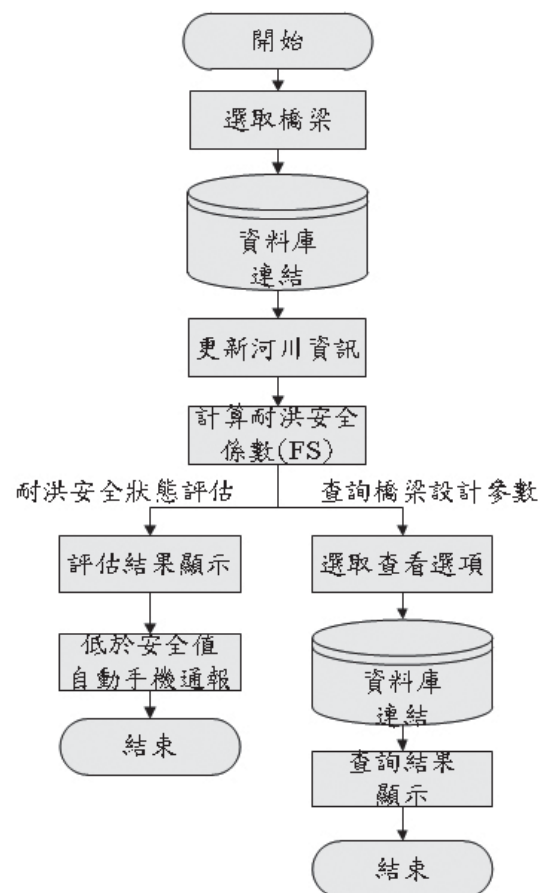 開始
選取橋梁
資料庫
連結
更新河川資訊
計算耐洪安全
係數(FS)
耐洪安全狀態評估
查詢橋梁設計參數
評估結果顯示
選取查看選項
低於安全值
自動手機通報
資料庫
連結
結束
查詢結果
顯示
結束